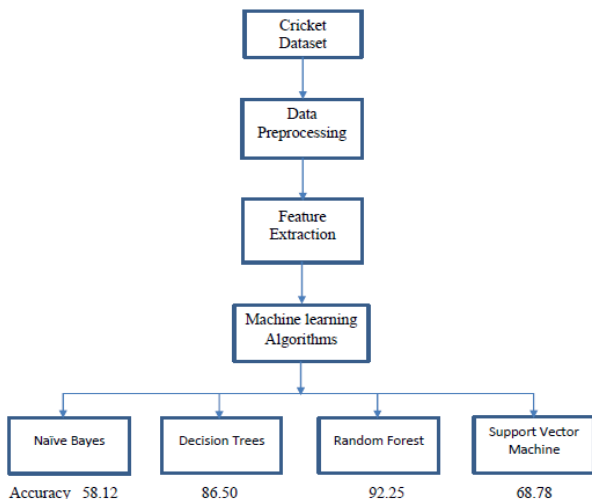 Cricket
Dataset
Data
Preprocessing
Feature
Extraction
Machine learning
Algorithms
Naïve Bayes
Decision Trees
Random Forest
Support Vector
Machine
Accuracy 58.12 86.50 92.25 68.78